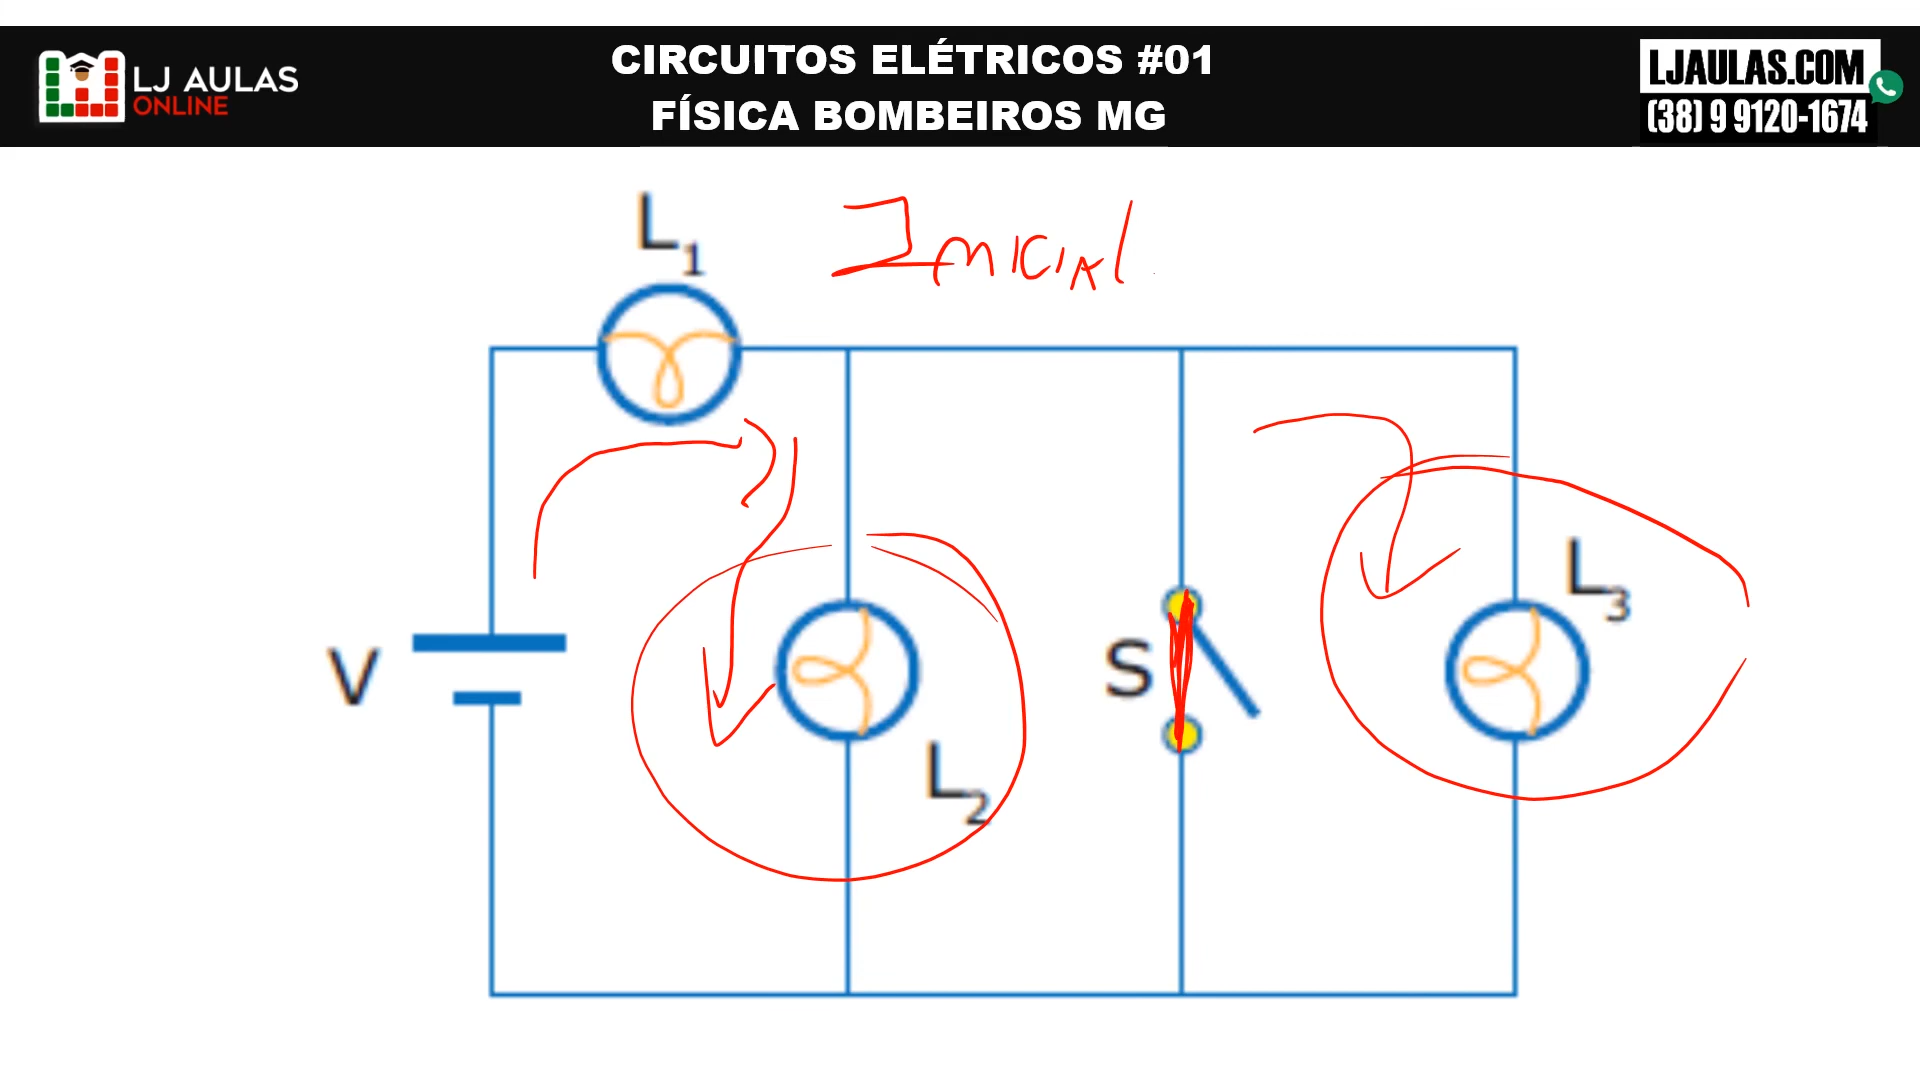 LJ AULAS
ONLINE
CIRCUITOS ELÉTRICOS #01
FÍSICA BOMBEIROS MG
LJAULAS.COM
(38) 9 9120-1674
L1
Inicial
V
L2
S
L3